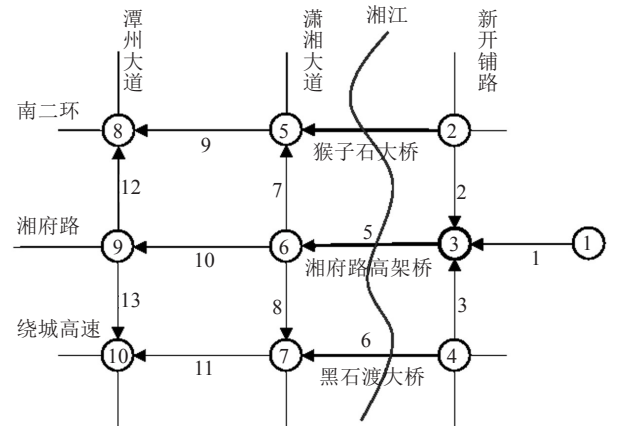 潭州大道
潇湘大道
湘江
新开铺路
南二环
8
5
2
9
猴子石大桥
12
7
2
湘府路
9
6
5
3
1
10
湘府路高架桥
1
13
8
3
绕城高速
10
7
6
4
11
黑石渡大桥